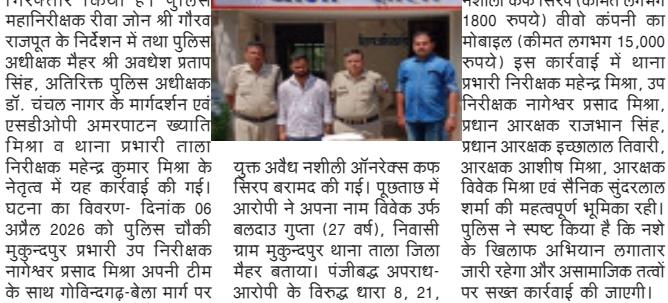 गिरफ्तार किया है। पुलिस
महानिरीक्षक रीवा जोन श्री गौरव
राजपूत के निर्देशन में तथा पुलिस
अधीक्षक मैहर श्री अवधेश प्रताप
सिंह, अतिरिक्त पुलिस अधीक्षक
डॉ. चंचल नागर के मार्गदर्शन एवं
एसडीओपी अमरपाटन ख्याति
मिश्रा व थाना प्रभारी ताला
निरीक्षक महेन्द्र कुमार मिश्रा के
नेतृत्व में यह कार्रवाई की गई।
घटना का विवरण- दिनांक 06
अप्रैल 2026 को पुलिस चौकी
मुकुन्दपुर प्रभारी उप निरीक्षक
नागेश्वर प्रसाद मिश्रा अपनी टीम
के साथ गोविन्दगढ़-बेला मार्ग पर
युक्त अवैध नशीली ऑनरेक्स कफ
सिरप बरामद की गई। पूछताछ में
आरोपी ने अपना नाम विवेक उर्फ
बलदाउ गुप्ता (27 वर्ष), निवासी
ग्राम मुकुन्दपुर थाना ताला जिला
मैहर बताया। पंजीबद्ध अपराध-
आरोपी के विरुद्ध धारा 8, 21,
नशीली कफ सिरप (कीमत लगभग
1800 रुपये) वीवो कंपनी का
मोबाइल (कीमत लगभग 15,000
रुपये) इस कार्रवाई में थाना
प्रभारी निरीक्षक महेन्द्र मिश्रा, उप
निरीक्षक नागेश्वर प्रसाद मिश्रा,
प्रधान आरक्षक राजभान सिंह,
प्रधान आरक्षक इच्छालाल तिवारी,
आरक्षक आशीष मिश्रा, आरक्षक
विवेक मिश्रा एवं सैनिक सुंदरलाल
शर्मा की महत्वपूर्ण भूमिका रही।
पुलिस ने स्पष्ट किया है कि नशे
के खिलाफ अभियान लगातार
जारी रहेगा और असामाजिक तत्वों
पर सख्त कार्रवाई की जाएगी।